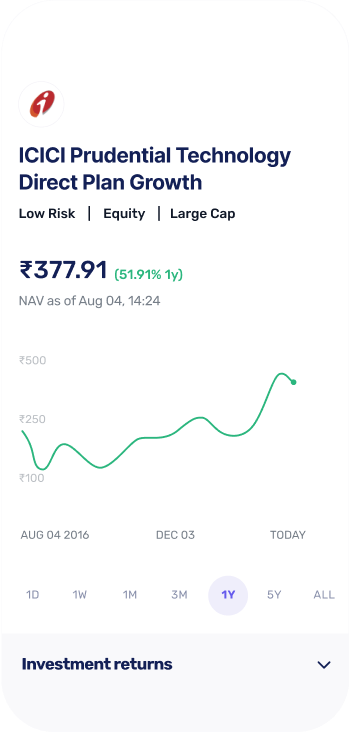 ICICI Prudential Technology
Direct Plan Growth
Low Risk | Equity | Large Cap
₹377.91 (51.91% 1y)
NAV as of Aug 04, 14:24
₹500
₹250
₹100
AUG 04 2016 DEC 03 TODAY
1D 1W 1M 3M 1Y 5Y ALL
Investment returns